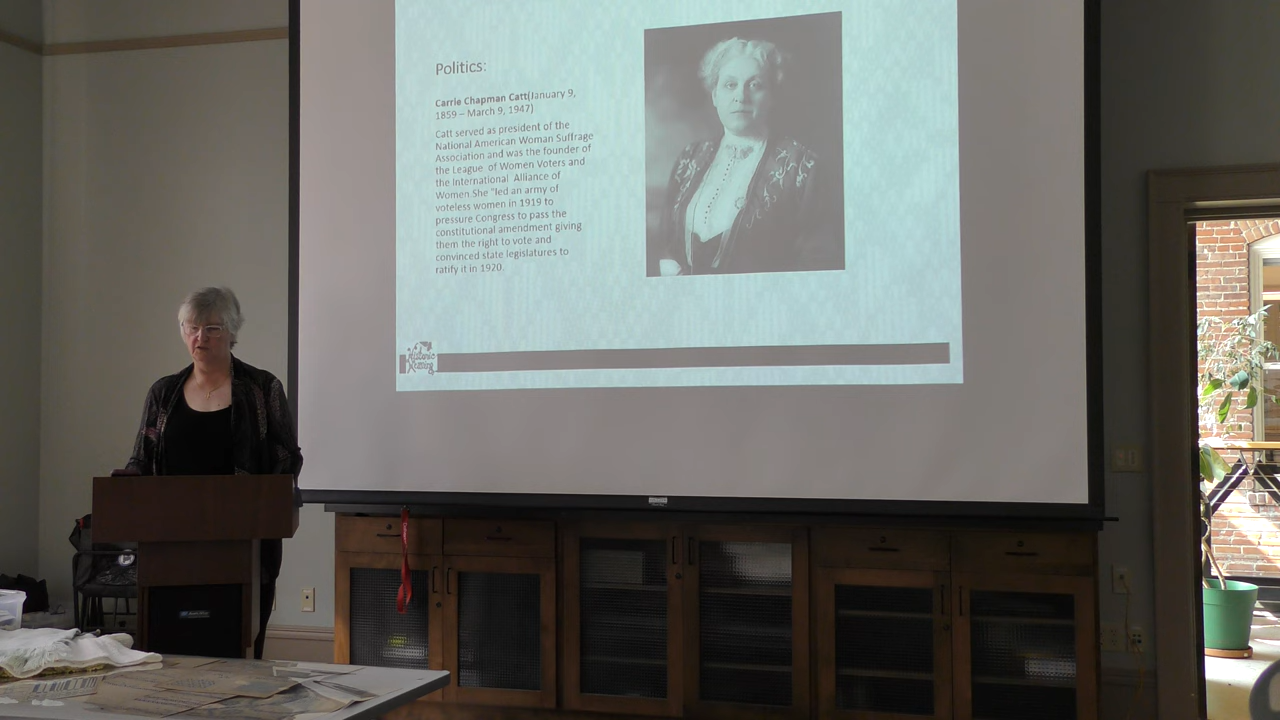 Politics:
Carrie Chapman Catt(January 9,
1859 – March 9, 1947)
Catt served as president of the
National American Woman Suffrage
Association and was the founder of
the League of Women Voters and
the International Alliance of
Women.She "led an army of
voteless women in 1919 to
pressure Congress to pass the
constitutional amendment giving
them the right to vote and
convinced state legislatures to
ratify it in 1920.
Historic
Knitting